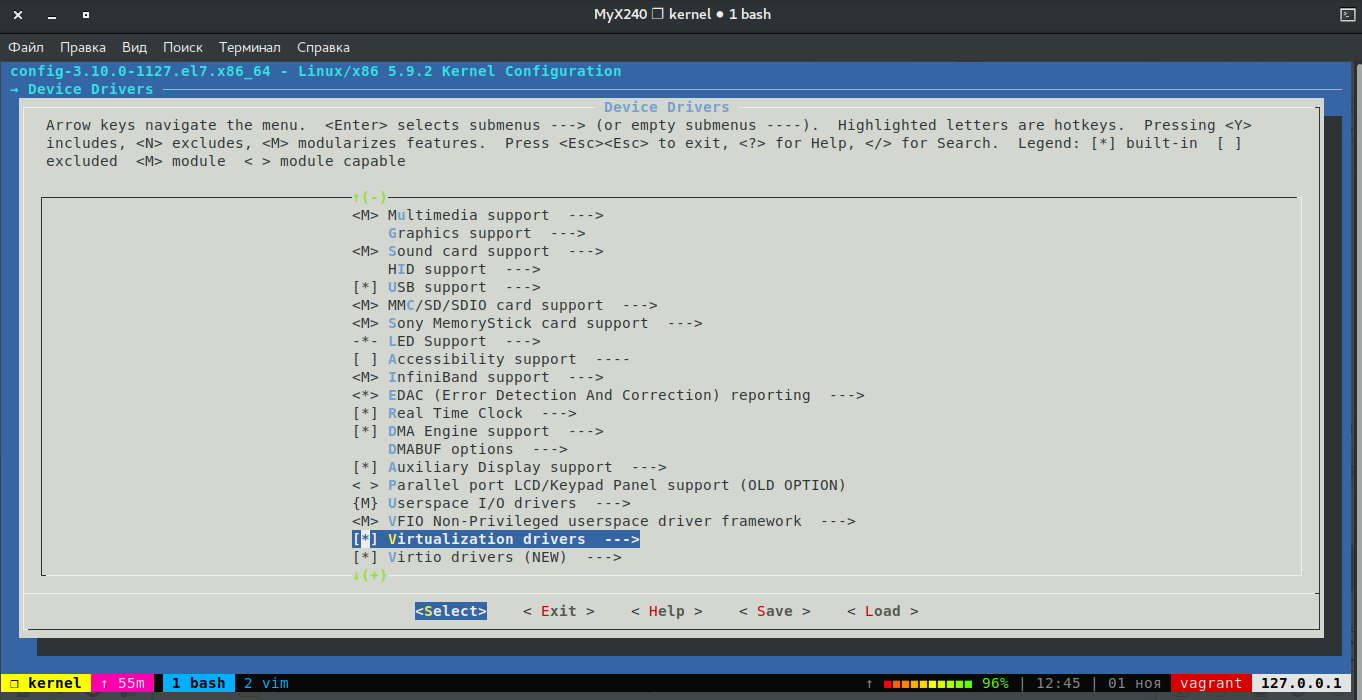 MyX240 ❐ kernel ● 1 bash
Файл Правка Вид Поиск Терминал Справка
config-3.10.0-1127.el7.x86_64 - Linux/x86 5.9.2 Kernel Configuration
→ Device Drivers
Device Drivers
Arrow keys navigate the menu.  <Enter> selects submenus ---> (or empty submenus ----).  Highlighted letters are hotkeys.  Pressing <Y>
includes, <N> excludes, <M> modularizes features.  Press <Esc><Esc> to exit, <?> for Help, </> for Search.  Legend: [*] built-in  [ ]
excluded  <M> module  < > module capable
↑(-)
<M> Multimedia support  --->
Graphics support  --->
<M> Sound card support  --->
HID support  --->
[*] USB support  --->
<M> MMC/SD/SDIO card support  --->
<M> Sony MemoryStick card support  --->
-*- LED Support  --->
[ ] Accessibility support  ----
<M> InfiniBand support  --->
<*> EDAC (Error Detection And Correction) reporting  --->
[*] Real Time Clock  --->
[*] DMA Engine support  --->
DMABUF options  --->
[*] Auxiliary Display support  --->
< > Parallel port LCD/Keypad Panel support (OLD OPTION)
{M} Userspace I/O drivers  --->
<M> VFIO Non-Privileged userspace driver framework  --->
[*] Virtualization drivers  --->
[*] Virtio drivers (NEW)  --->
↓(+)
<Select>    < Exit >    < Help >    < Save >    < Load >
❐ kernel ↑ 55m 1 bash 2 vim ↑ 96% | 12:45 | 01 ноя vagrant 127.0.0.1